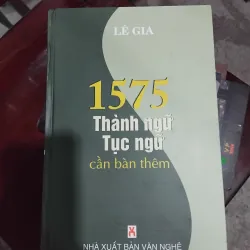 LÊ GIA
1575
Thành ngữ
Tục ngữ
cần bàn thêm
NHÀ XUẤT BẢN VĂN NGHỆ